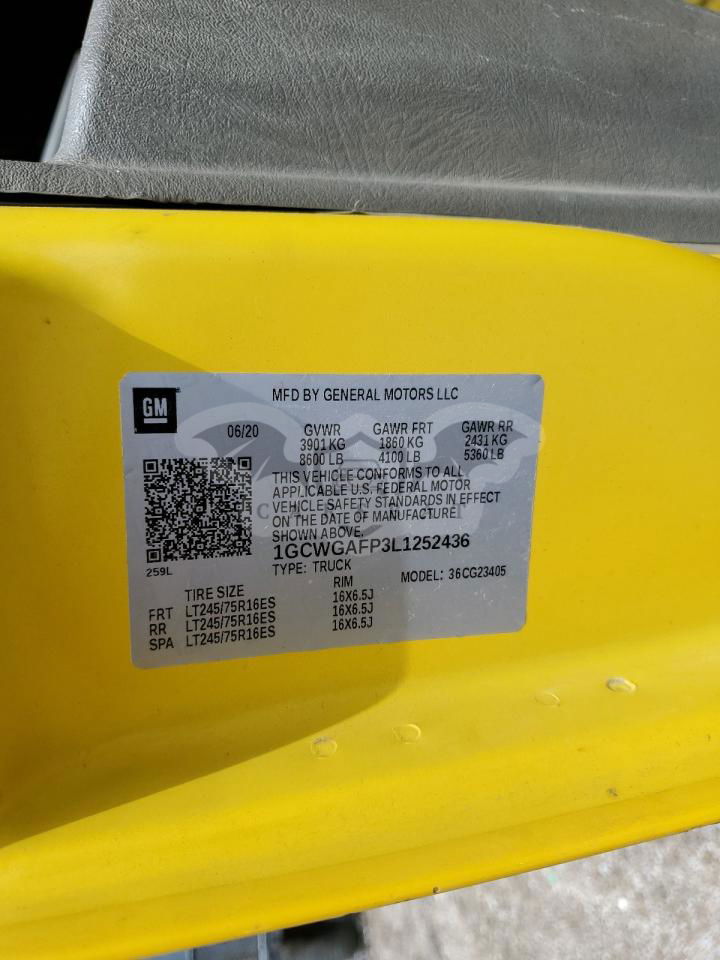 GM
MFD BY GENERAL MOTORS LLC
06/20 GVWR GAWR FRT GAWR RR
3901 KG 1860 KG 2431 KG
8600 LB 4100 LB 5360 LB
THIS VEHICLE CONFORMS TO ALL
APPLICABLE U.S. FEDERAL MOTOR
VEHICLE SAFETY STANDARDS IN EFFECT
ON THE DATE OF MANUFACTURE
SHOWN ABOVE.
1GCWGAFP3L1252436
259L TYPE: TRUCK MODEL: 36CG23405
TIRE SIZE RIM
FRT LT245/75R16ES 16X6.5J
RR LT245/75R16ES 16X6.5J
SPA LT245/75R16ES 16X6.5J